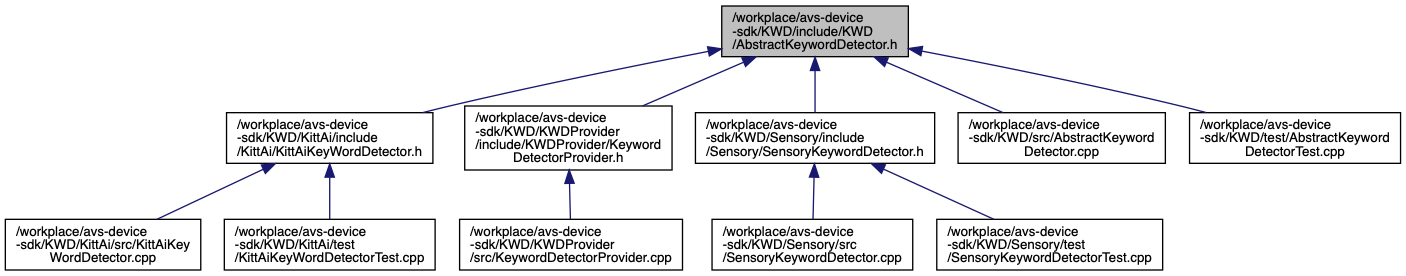 /workplace/avs-device
-sdk/KWD/include/KWD
/AbstractKeywordDetector.h
/workplace/avs-device
-sdk/KWD/KittAi/include
/KittAi/KittAiKeyWordDetector.h
/workplace/avs-device
-sdk/KWD/KWDProvider
/include/KWDProvider/Keyword
DetectorProvider.h
/workplace/avs-device
-sdk/KWD/Sensory/include
/Sensory/SensoryKeywordDetector.h
/workplace/avs-device
-sdk/KWD/src/AbstractKeyword
Detector.cpp
/workplace/avs-device
-sdk/KWD/test/AbstractKeyword
DetectorTest.cpp
/workplace/avs-device
-sdk/KWD/KittAi/src/KittAiKey
WordDetector.cpp
/workplace/avs-device
-sdk/KWD/KittAi/test
/KittAiKeyWordDetectorTest.cpp
/workplace/avs-device
-sdk/KWD/KWDProvider
/src/KeywordDetectorProvider.cpp
/workplace/avs-device
-sdk/KWD/Sensory/src
/SensoryKeywordDetector.cpp
/workplace/avs-device
-sdk/KWD/Sensory/test
/SensoryKeywordDetectorTest.cpp